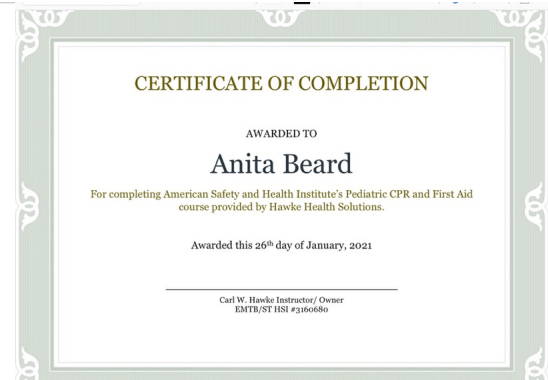 CERTIFICATE OF COMPLETION
AWARDED TO
Anita Beard
For completing American Safety and Health Institute's Pediatric CPR and First Aid
course provided by Hawke Health Solutions.
Awarded this 26th day of January, 2021
Carl W. Hawke Instructor/ Owner
EMTB/ST HSI #3160680